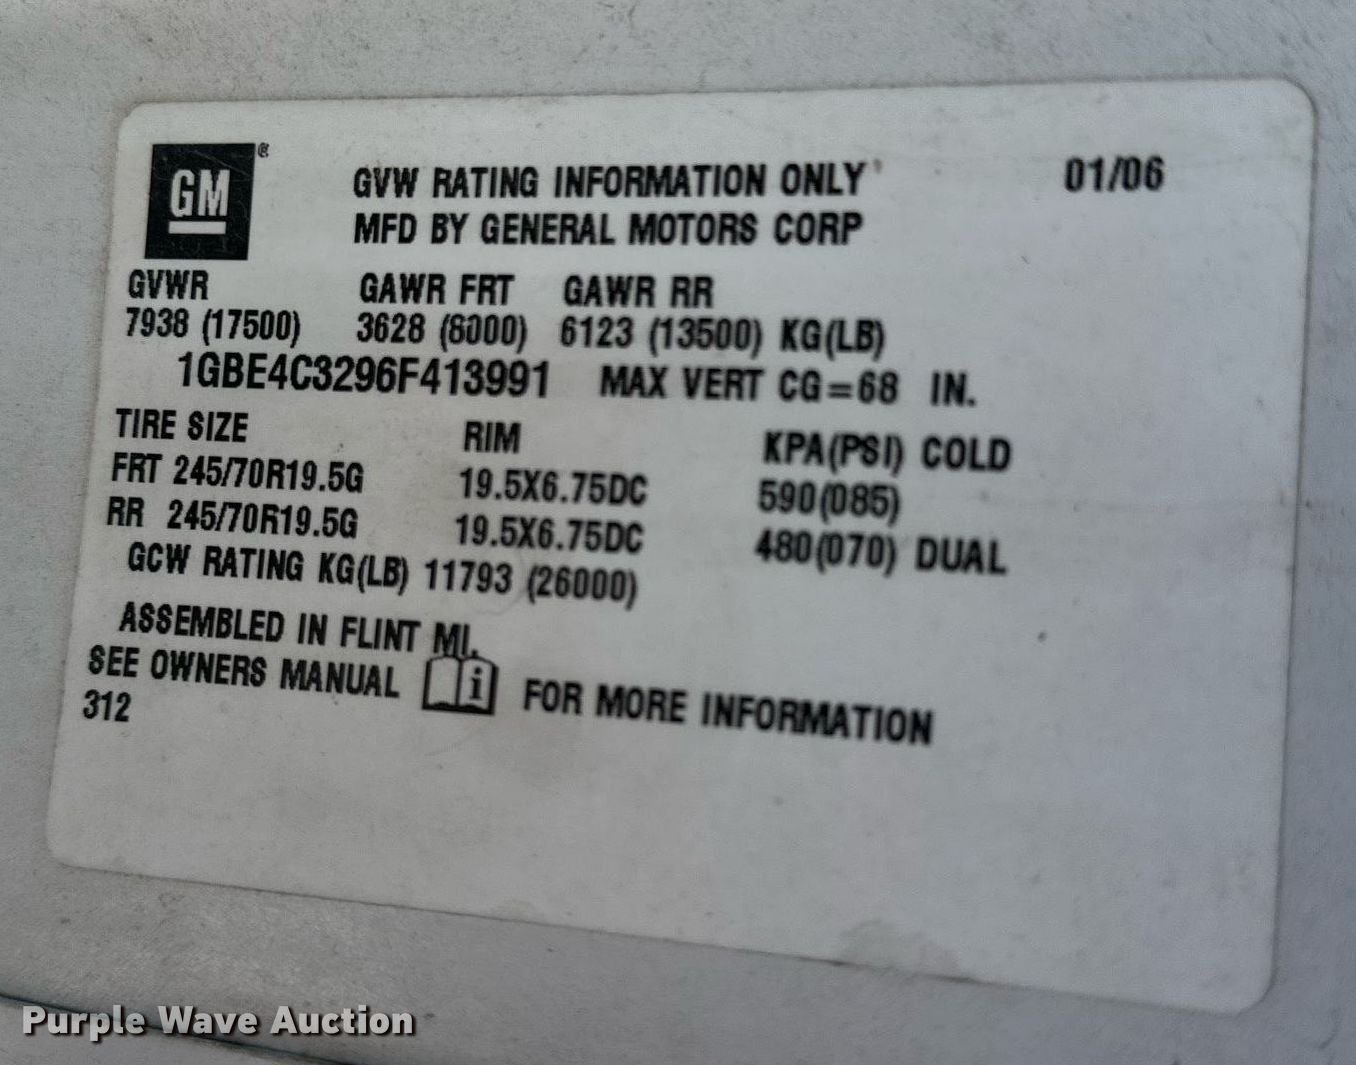 GM®
GVW RATING INFORMATION ONLY
01/06
MFD BY GENERAL MOTORS CORP
GVWR GAWR FRT GAWR RR
7938 (17500) 3628 (8000) 6123 (13500) KG(LB)
1GBE4C3296F413991 MAX VERT CG=68 IN.
TIRE SIZE RIM KPA(PSI) COLD
FRT 245/70R19.5G 19.5X6.75DC 590(085)
RR 245/70R19.5G 19.5X6.75DC 480(070) DUAL
GCW RATING KG(LB) 11793 (26000)
ASSEMBLED IN FLINT MI.
SEE OWNERS MANUAL i FOR MORE INFORMATION
312
Purple Wave Auction